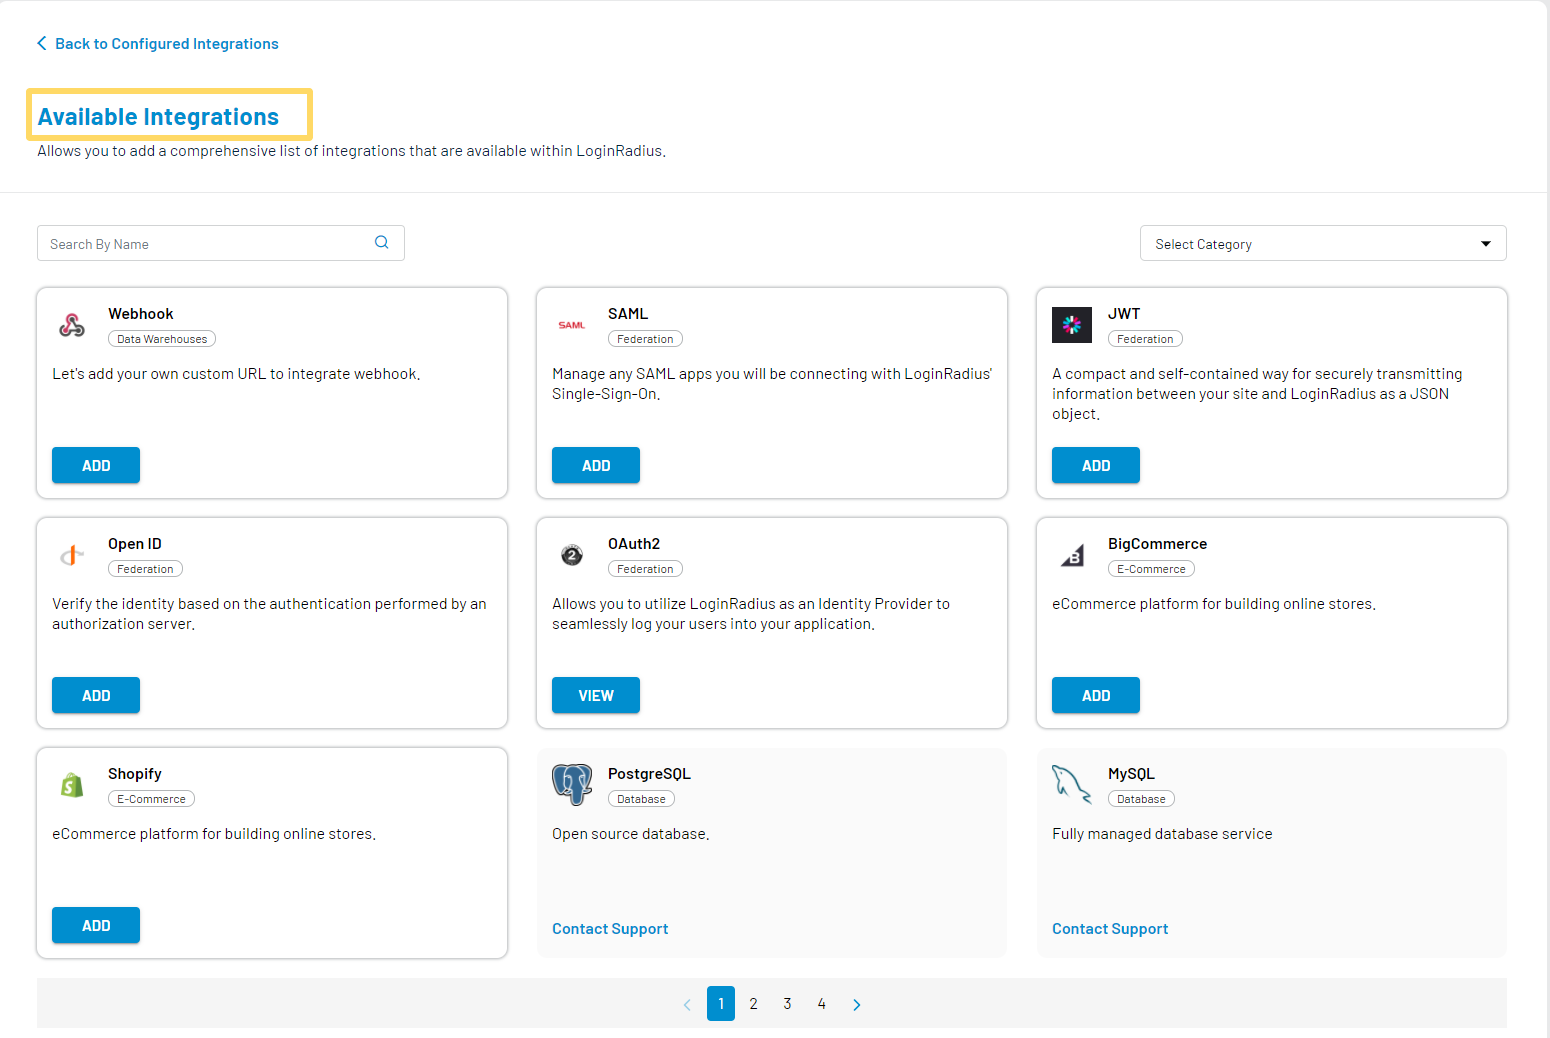 Back to Configured Integrations
Available Integrations
Allows you to add a comprehensive list of integrations that are available within LoginRadius.
Search By Name
Select Category
Webhook
Data Warehouses
Let's add your own custom URL to integrate webhook.
ADD
SAML
SAML
Federation
Manage any SAML apps you will be connecting with LoginRadius'
Single-Sign-On.
ADD
JWT
Federation
A compact and self-contained way for securely transmitting
information between your site and LoginRadius as a JSON
object.
ADD
Open ID
Federation
Verify the identity based on the authentication performed by an
authorization server.
ADD
2
OAuth2
Federation
Allows you to utilize LoginRadius as an Identity Provider to
seamlessly log your users into your application.
VIEW
B
BigCommerce
E-Commerce
eCommerce platform for building online stores.
ADD
S
Shopify
E-Commerce
eCommerce platform for building online stores.
ADD
PostgreSQL
Database
Open source database.
Contact Support
MySQL
Database
Fully managed database service
Contact Support
1 2 3 4